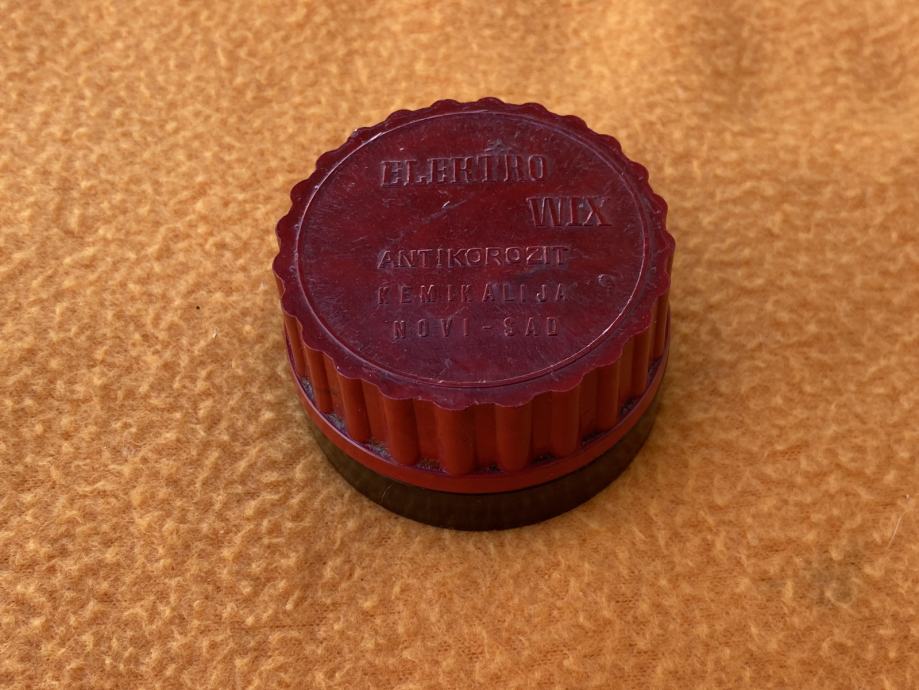 ELEKTRO
WIX
ANTIKOROZIT
KEMIKALIJA
NOVI-SAD